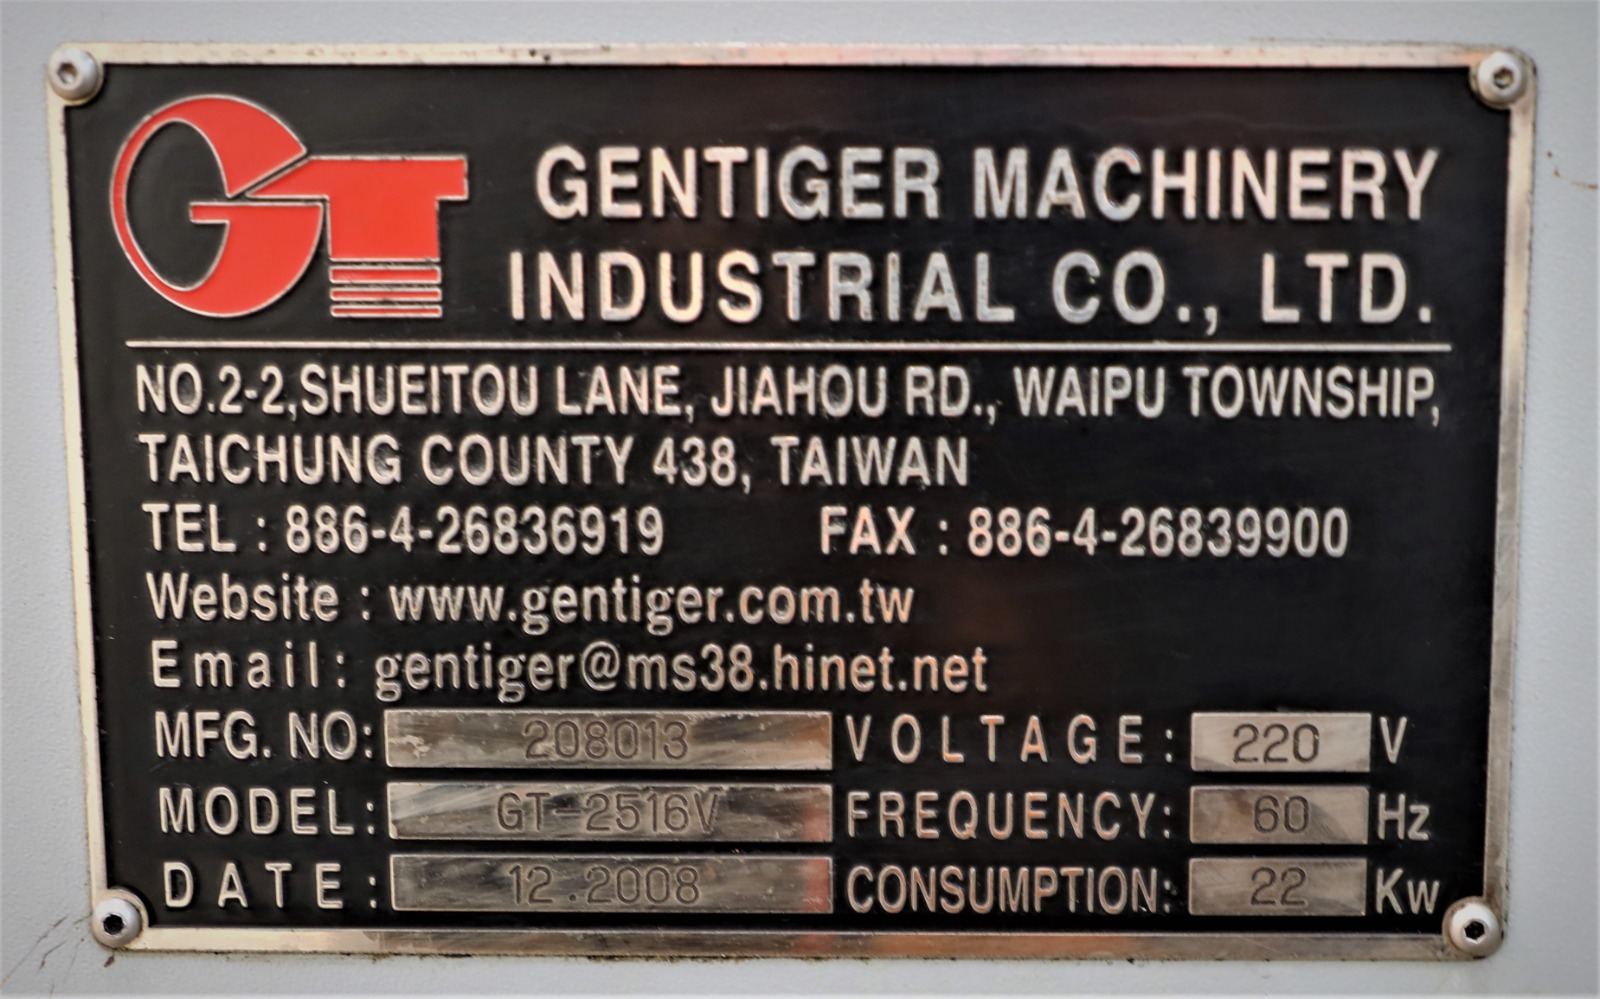 GT
GENTIGER MACHINERY
INDUSTRIAL CO., LTD.
NO.2-2,SHUEITOU LANE, JIAHOU RD., WAIPU TOWNSHIP,
TAICHUNG COUNTY 438, TAIWAN
TEL : 886-4-26836919 FAX : 886-4-26839900
Website : www.gentiger.com.tw
Email: gentiger@ms38.hinet.net
MFG. NO: 208013 VOLTAGE: 220 V
MODEL: GT-2516V FREQUENCY: 60 Hz
DATE: 12.2008 CONSUMPTION: 22 Kw